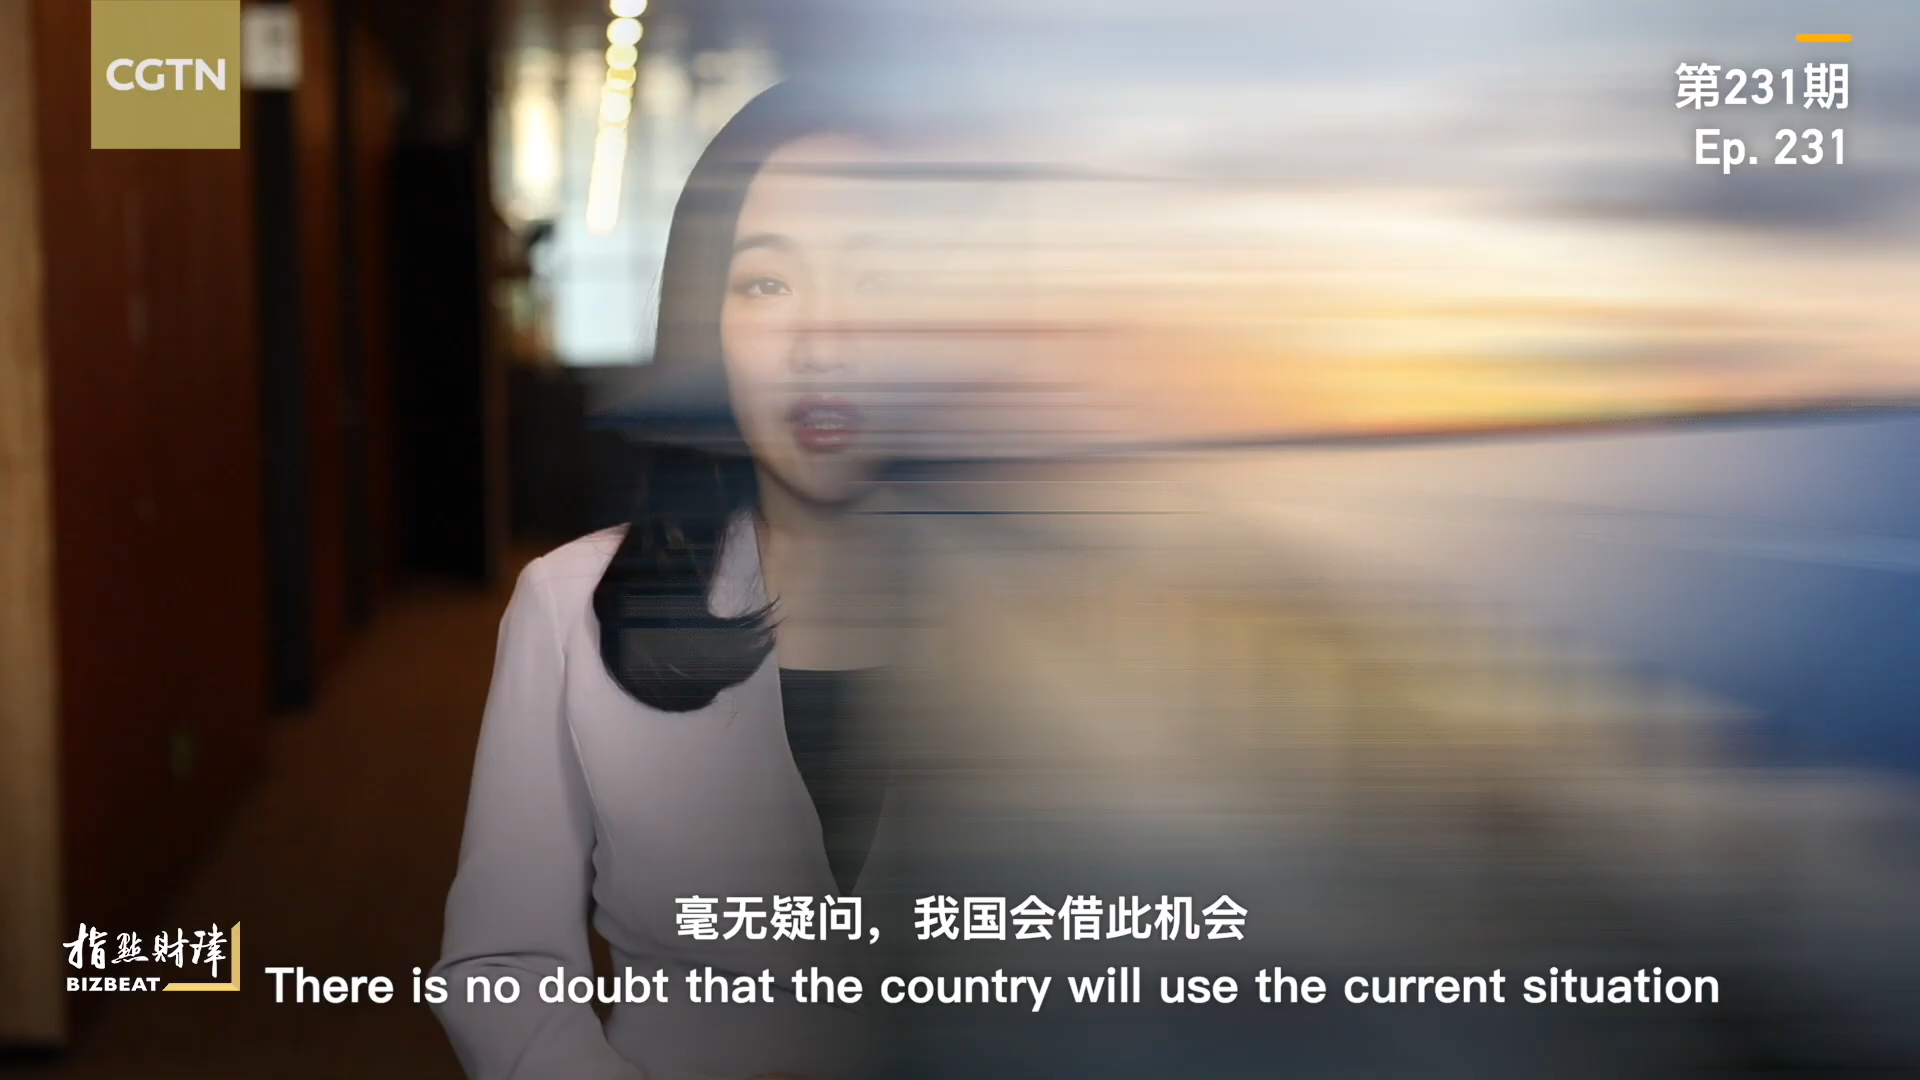 CGTN
第231期
Ep. 231
毫无疑问，我国会借此机会
There is no doubt that the country will use the current situation
指點财津
BIZBEAT